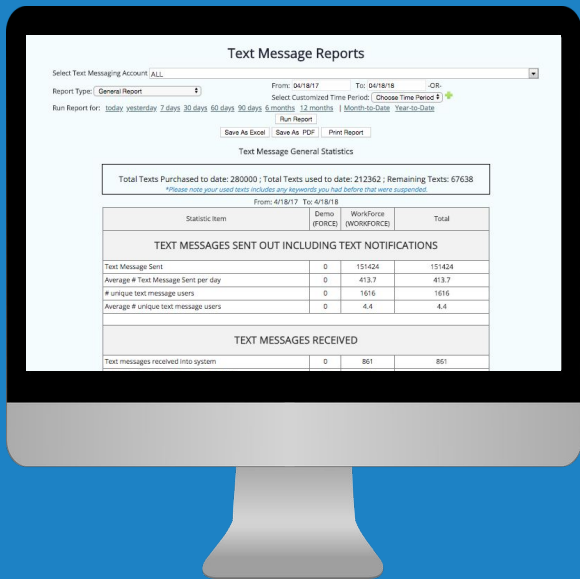 Text Message Reports
Select Text Messaging Account ALL
Report Type: General Report From: 04/18/17 To: 04/18/18 -OR-
Select Customized Time Period: Choose Time Period
Run Report for: today yesterday 7 days 30 days 60 days 90 days 6 months 12 months | Month-to-Date Year-to-Date
Run Report
Save As Excel Save As PDF Print Report
Text Message General Statistics
Total Texts Purchased to date: 280000 ; Total Texts used to date: 212362 ; Remaining Texts: 67638
*Please note your used texts includes any keywords you had before that were suspended.
From: 4/18/17 To: 4/18/18
Statistic Item Demo (FORCE) WorkForce (WORKFORCE) Total
TEXT MESSAGES SENT OUT INCLUDING TEXT NOTIFICATIONS
Text Message Sent 0 151424 151424
Average # Text Message Sent per day 0 413.7 413.7
# unique text message users 0 1616 1616
Average # unique text message users 0 4.4 4.4
TEXT MESSAGES RECEIVED
Text messages received into system 0 861 861